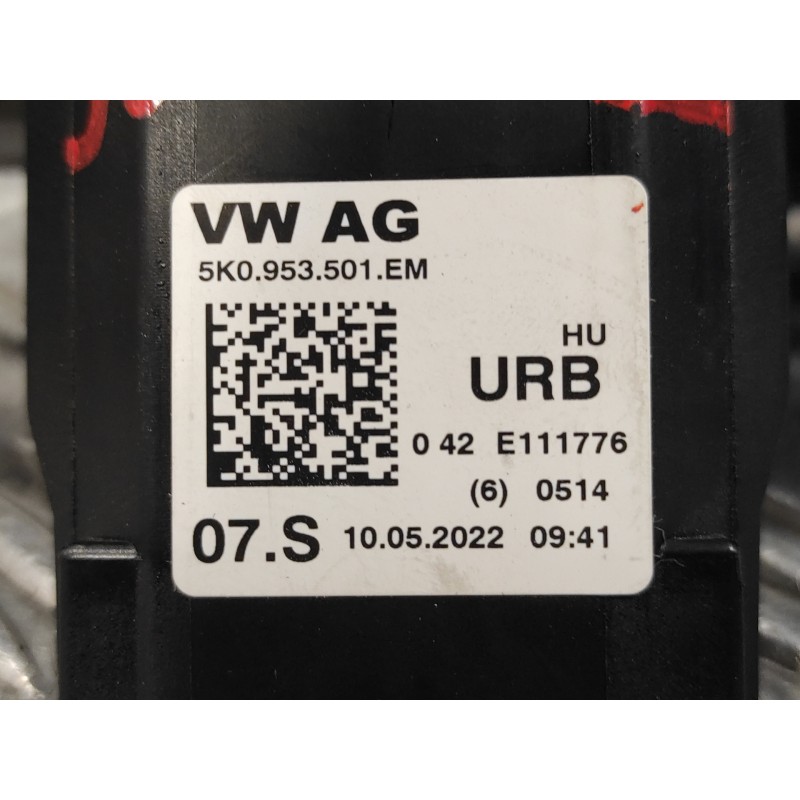 VW AG
5K0.953.501.EM
HU
URB
0 42 E111776
(6) 0514
07.S 10.05.2022 09:41